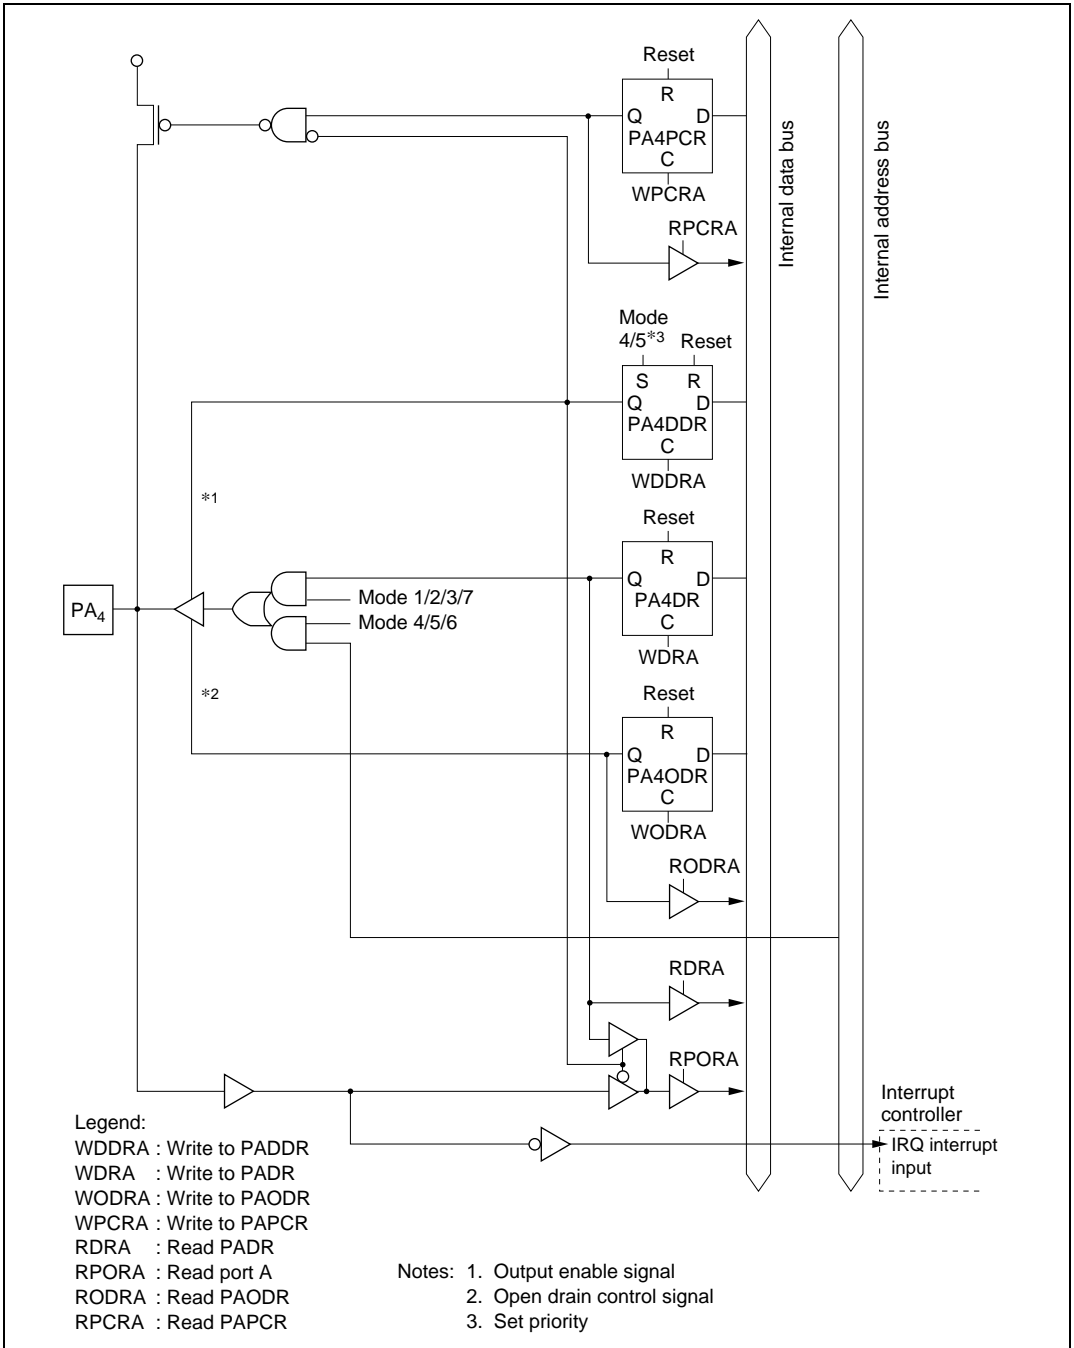 Reset
R
Q D
PA4PCR
C
WPCRA
RPCRA
Internal data bus
Internal address bus
Mode
4/5*3 Reset
S R
Q D
PA4DDR
C
WDDRA
*1
Reset
R
Q D
PA4DR
C
WDRA
Mode 1/2/3/7
Mode 4/5/6
PA4
*2
Reset
R
Q D
PA4ODR
C
WODRA
RODRA
RDRA
RPORA
Interrupt
controller
IRQ interrupt
input
Legend:
WDDRA : Write to PADDR
WDRA : Write to PADR
WODRA : Write to PAODR
WPCRA : Write to PAPCR
RDRA : Read PADR
RPORA : Read port A
RODRA : Read PAODR
RPCRA : Read PAPCR
Notes: 1. Output enable signal
2. Open drain control signal
3. Set priority